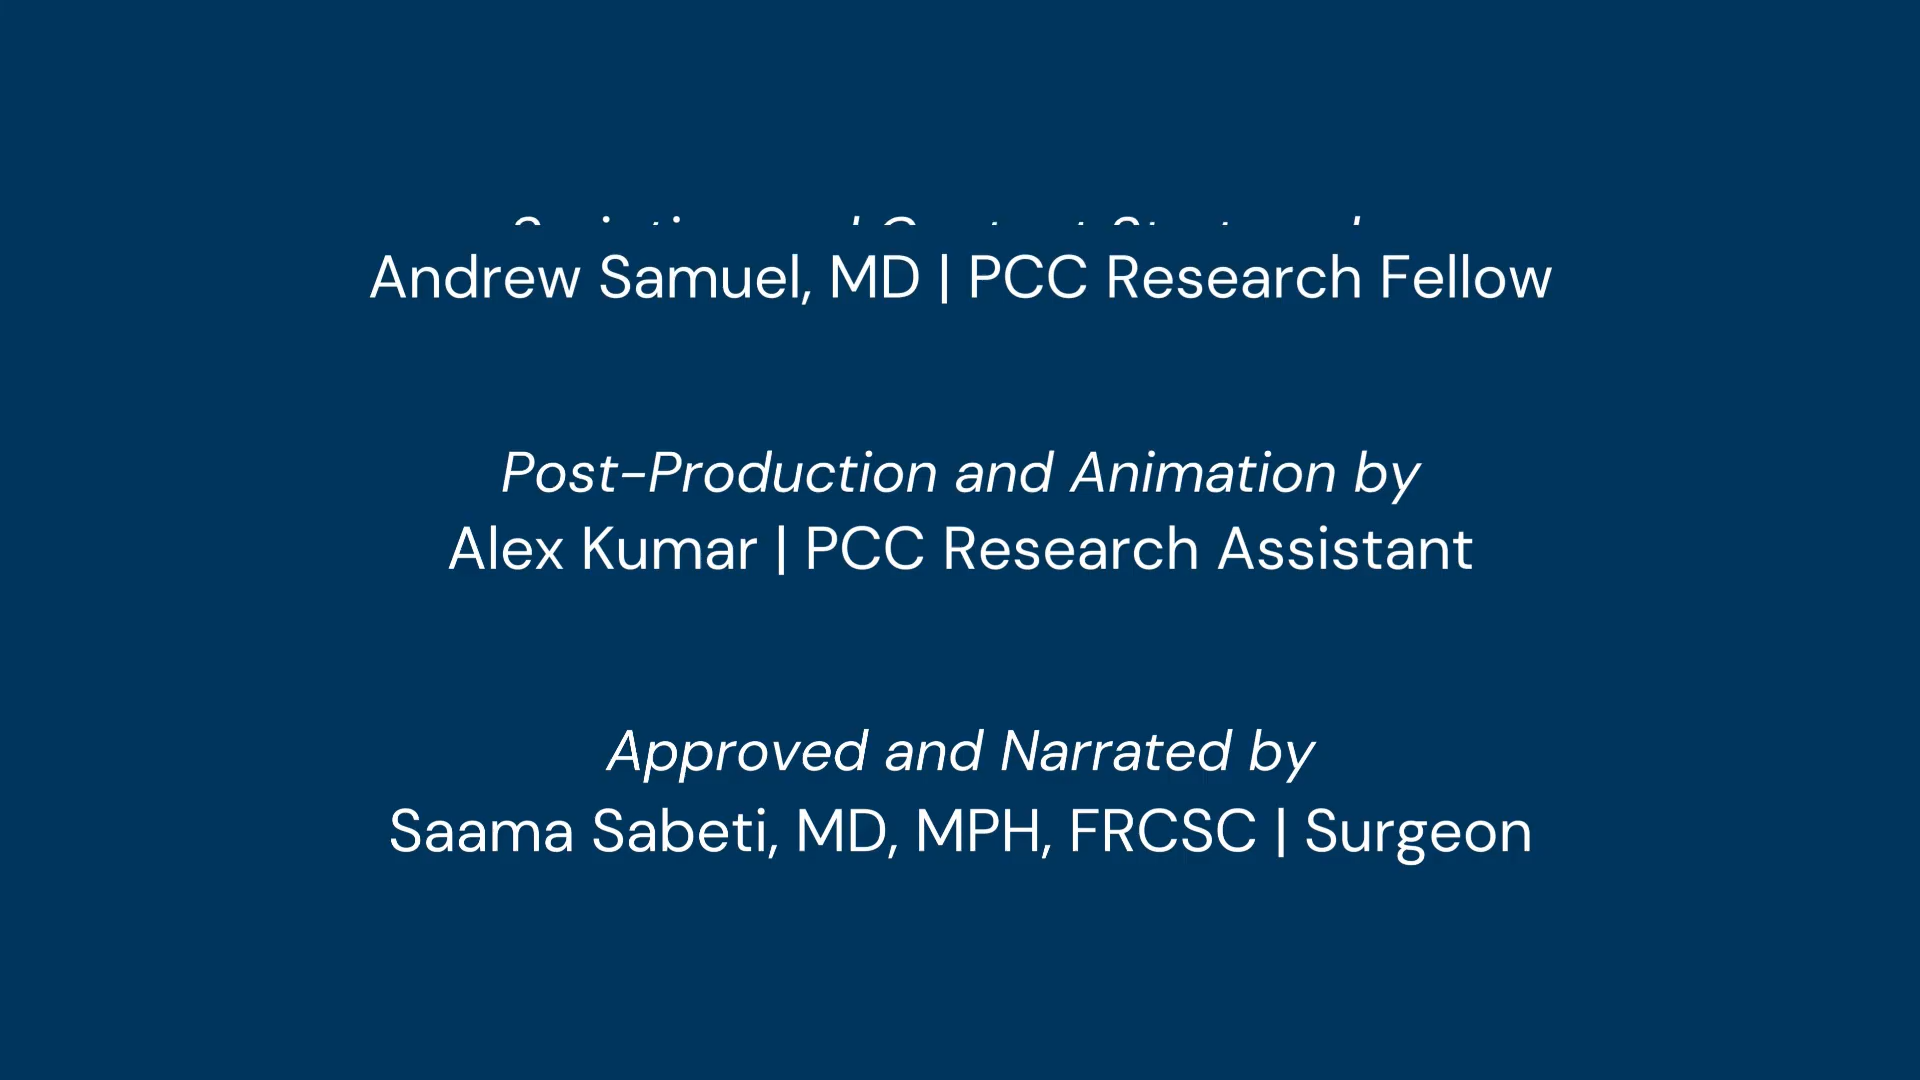 Andrew Samuel, MD | PCC Research Fellow
Post-Production and Animation by
Alex Kumar | PCC Research Assistant
Approved and Narrated by
Saama Sabeti, MD, MPH, FRCSC | Surgeon